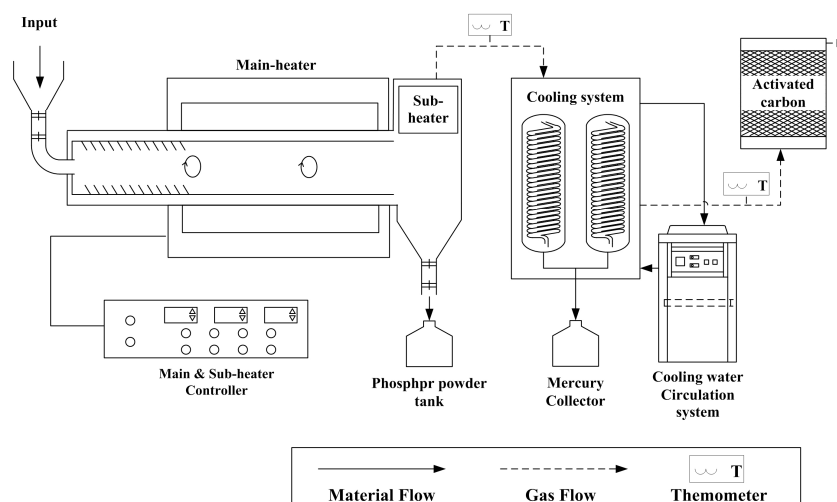 Input
Main-heater
Sub-
heater
T
Cooling system
Activated
carbon
T
Main & Sub-heater
Controller
Phosphpr powder
tank
Mercury
Collector
Cooling water
Circulation
system
Material Flow
Gas Flow
T
Themometer